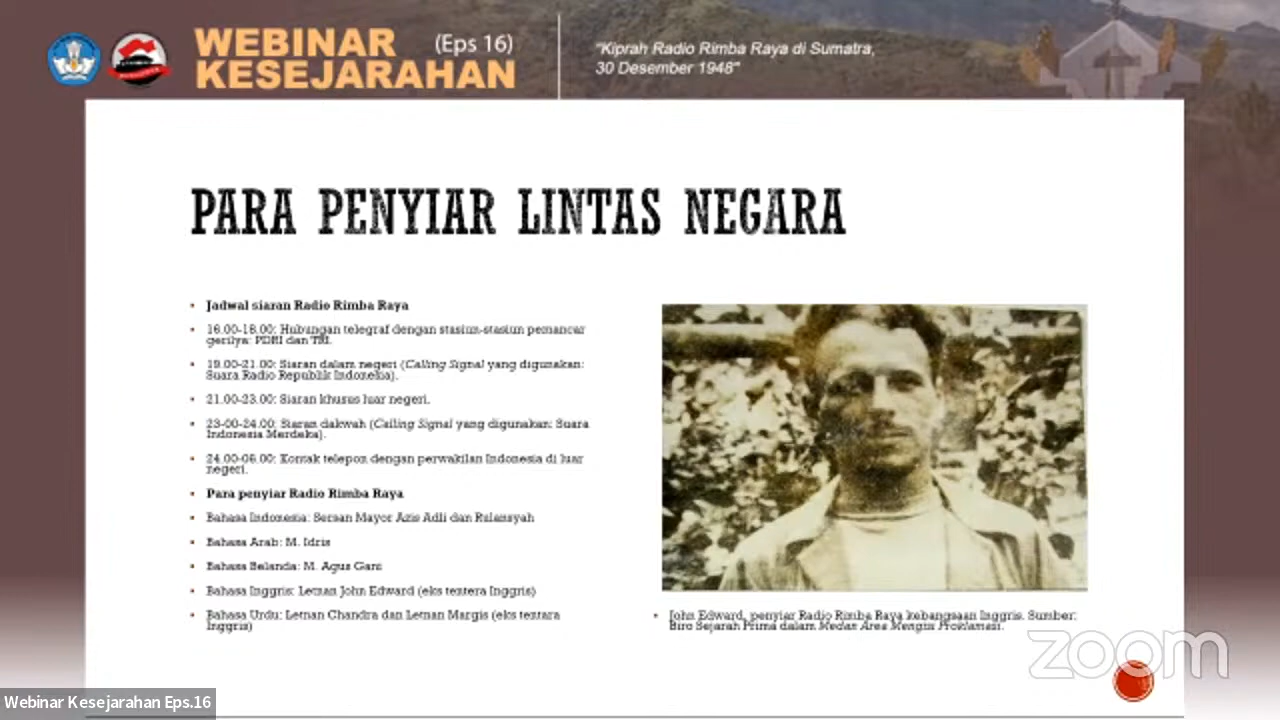 WEBINAR
KESEJARAHAN
(Eps 16)
"Kiprah Radio Rimba Raya di Sumatra,
30 Desember 1948"
PARA PENYIAR LINTAS NEGARA
• Jadwal siaran Radio Rimba Raya
• 16.00-18.00: Hubungan telegraf dengan stasiun-stasiun pemancar
gerilya: PDRI dan TRI.
• 19.00-21.00: Siaran dalam negeri (Calling Signal yang digunakan:
Suara Radio Republik Indonesia).
• 21.00-23.00: Siaran khusus luar negeri.
• 23-00-24.00: Siaran dakwah (Calling Signal yang digunakan: Suara
Indonesia Merdeka).
• 24.00-06.00: Kontak telepon dengan perwakilan Indonesia di luar
negeri.
• Para penyiar Radio Rimba Raya
• Bahasa Indonesia: Sersan Mayor Azis Adli dan Ruslansyah
• Bahasa Arab: M. Idris
• Bahasa Belanda: M. Agus Gani
• Bahasa Inggris: Letnan John Edward (eks tentera Inggris)
• Bahasa Urdu: Letnan Chandra dan Letnan Margis (eks tentara
Inggris)
• John Edward, penyiar Radio Rimba Raya kebangsaan Inggris. Sumber:
Biro Sejarah Prima dalam Medan Area Mengisi Proklamasi.
zoom
Webinar Kesejarahan Eps.16